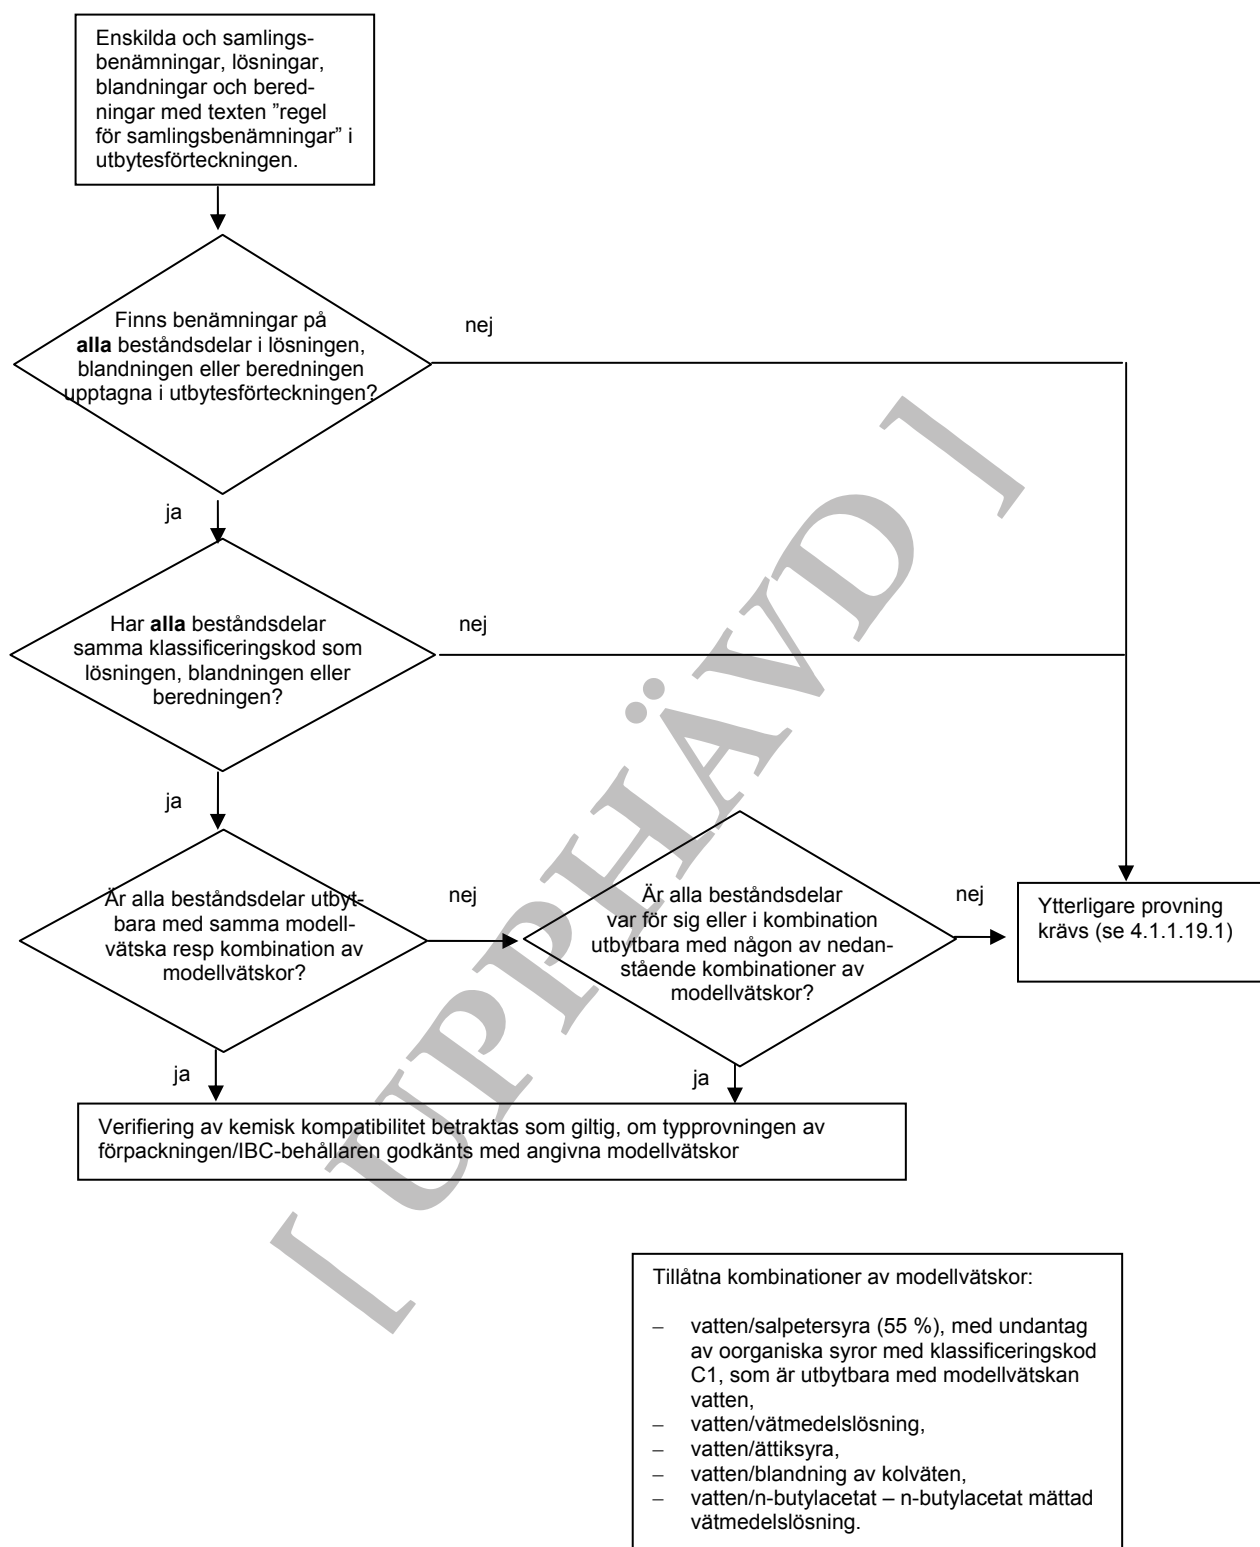 Enskilda och samlings-
benämningar, lösningar,
blandningar och bered-
ningar med texten ”regel
för samlingsbenämningar” i
utbytesförteckningen.
Finns benämningar på
alla beståndsdelar i lösningen,
blandningen eller beredningen
upptagna i utbytesförteckningen?
nej
ja
Har alla beståndsdelar
samma klassificeringskod som
lösningen, blandningen eller
beredningen?
nej
ja
Är alla beståndsdelar utbyt-
bara med samma modell-
vätska resp kombination av
modellvätskor?
nej
Är alla beståndsdelar
var för sig eller i kombination
utbytbara med någon av nedan-
stående kombinationer av
modellvätskor?
nej
Ytterligare provning
krävs (se 4.1.1.19.1)
ja
ja
Verifiering av kemisk kompatibilitet betraktas som giltig, om typprovningen av
förpackningen/IBC-behållaren godkänts med angivna modellvätskor
[ UPPHÄVD ]
Tillåtna kombinationer av modellvätskor:
– vatten/salpetersyra (55 %), med undantag
av oorganiska syror med klassificeringskod
C1, som är utbytbara med modellvätskan
vatten,
– vatten/vätmedelslösning,
– vatten/ättiksyra,
– vatten/blandning av kolväten,
– vatten/n-butylacetat – n-butylacetat mättad
vätmedelslösning.